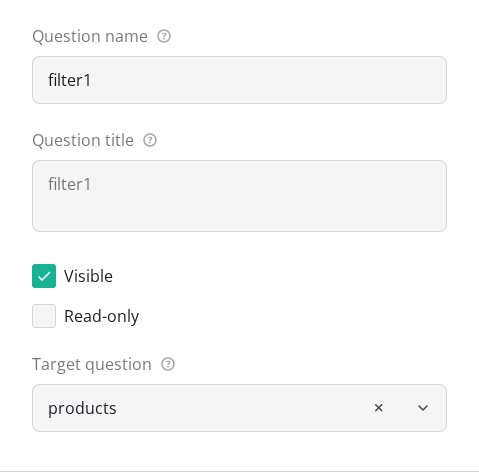 Question name
filter1
Question title
filter1
Visible
Read-only
Target question
products